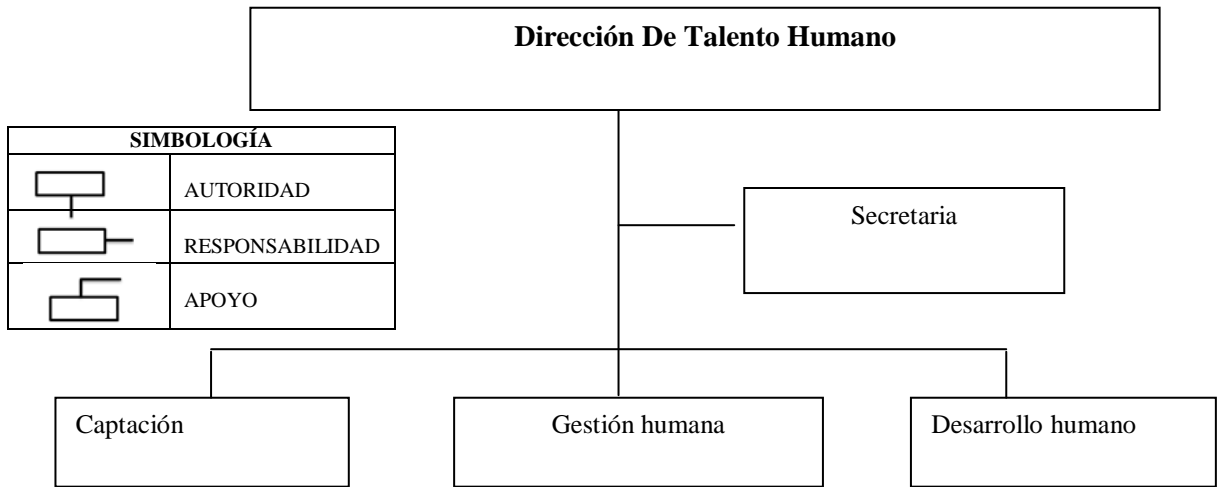 Dirección De Talento Humano
SIMBOLOGÍA
AUTORIDAD
RESPONSABILIDAD
APOYO
Secretaria
Captación
Gestión humana
Desarrollo humano